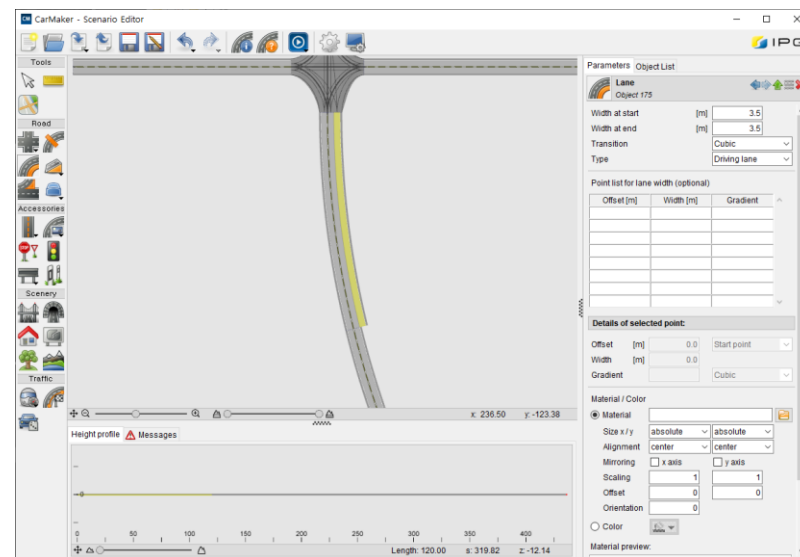 CarMaker - Scenario Editor
IPG
Tools
Road
Accessories
STOP
Scenery
Traffic
x: 236.50 y: -123.38
Height profile Messages
0
0 50 100 150 200 250 300 350 400
Length: 120.00 s: 319.82 z: -12.14
Parameters Object List
Lane
Object 175
Width at start [m] 3.5
Width at end [m] 3.5
Transition Cubic
Type Driving lane
Point list for lane width (optional)
Offset [m] Width [m] Gradient
Details of selected point:
Offset [m] 0.0 Start point
Width [m] 0.0
Gradient Cubic
Material / Color
Material
Size x / y absolute absolute
Alignment center center
Mirroring x axis y axis
Scaling 1 1
Offset 0 0
Orientation 0
Color
Material preview: